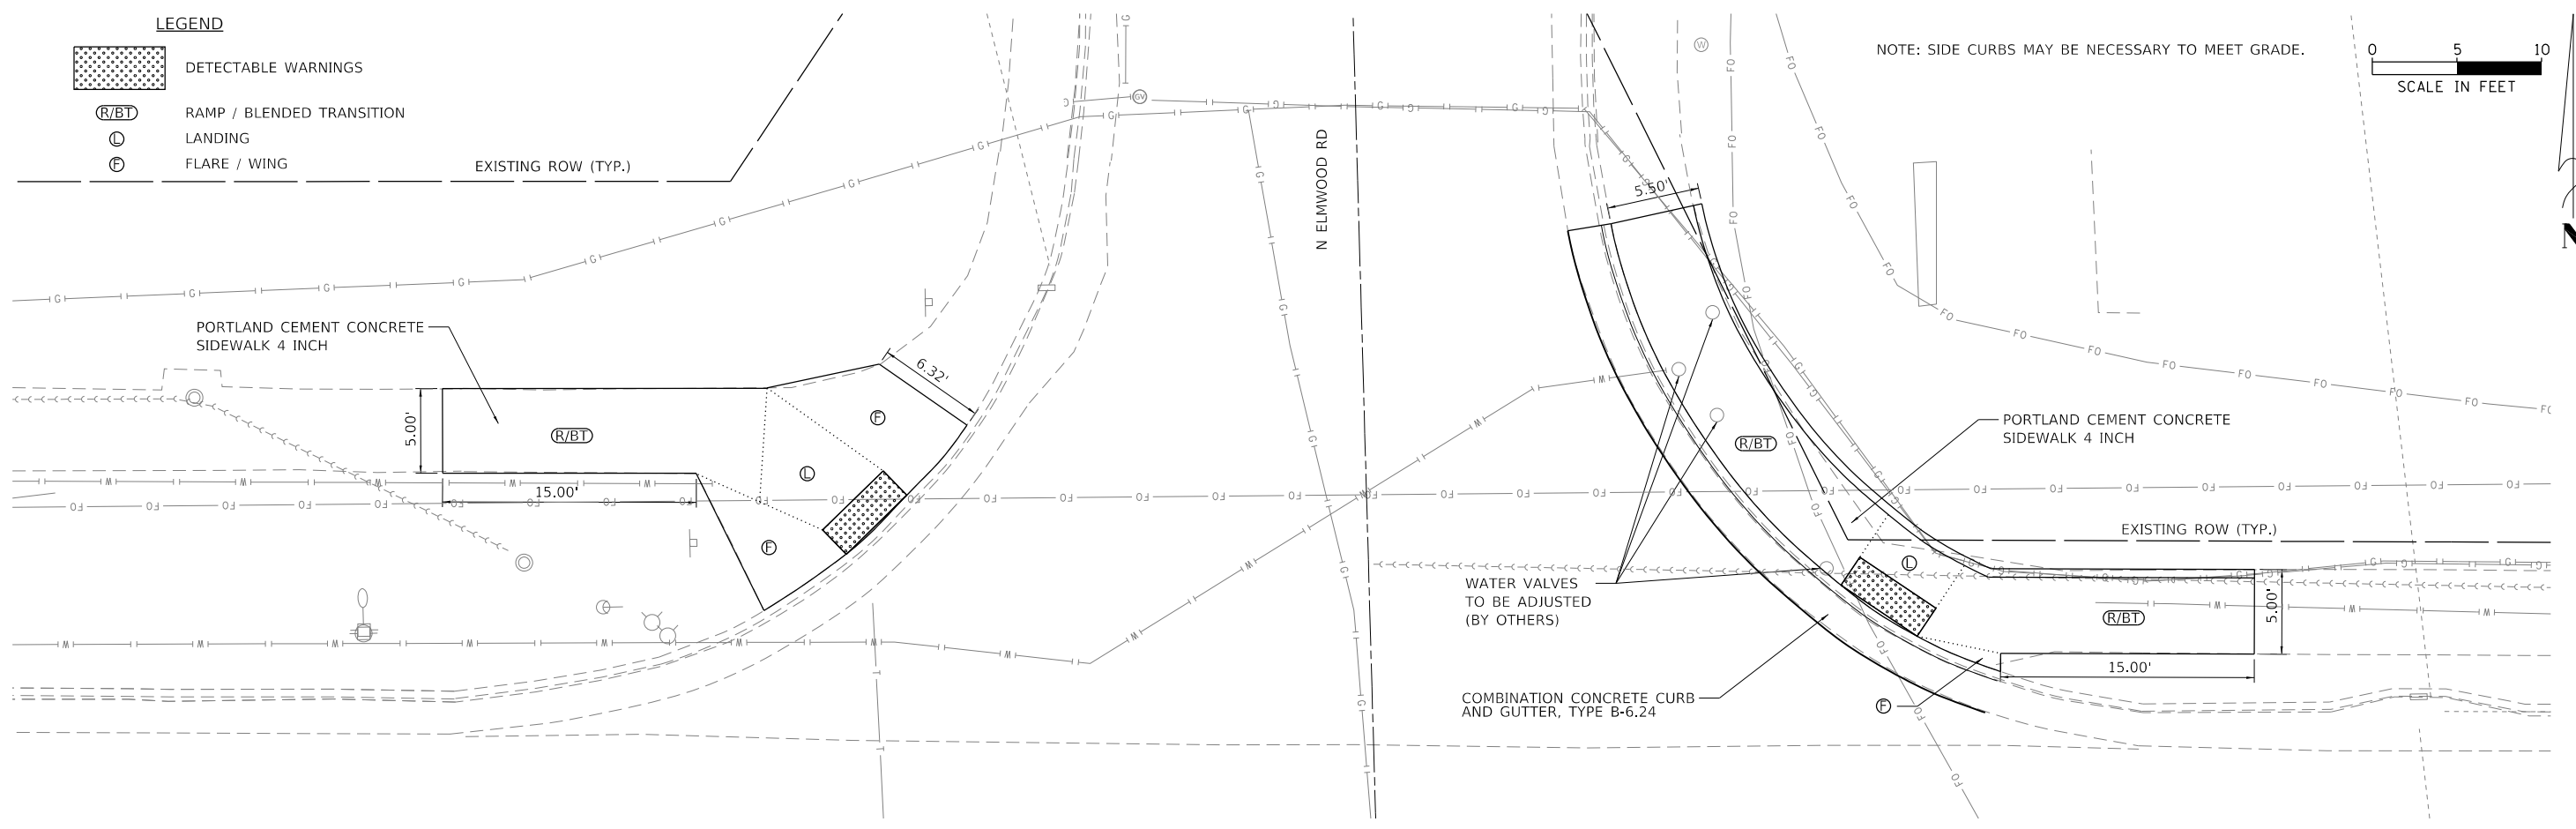 LEGEND
DETECTABLE WARNINGS
R/BT RAMP / BLENDED TRANSITION
L LANDING
F FLARE / WING
EXISTING ROW (TYP.)
NOTE: SIDE CURBS MAY BE NECESSARY TO MEET GRADE.
0 5 10
SCALE IN FEET
N
N ELMWOOD RD
GV
W
PORTLAND CEMENT CONCRETE
SIDEWALK 4 INCH
5.00'
15.00'
6.32'
R/BT
F
L
F
5.50'
R/BT
PORTLAND CEMENT CONCRETE
SIDEWALK 4 INCH
EXISTING ROW (TYP.)
WATER VALVES
TO BE ADJUSTED
(BY OTHERS)
L
R/BT
5.00'
15.00'
COMBINATION CONCRETE CURB
AND GUTTER, TYPE B-6.24
F